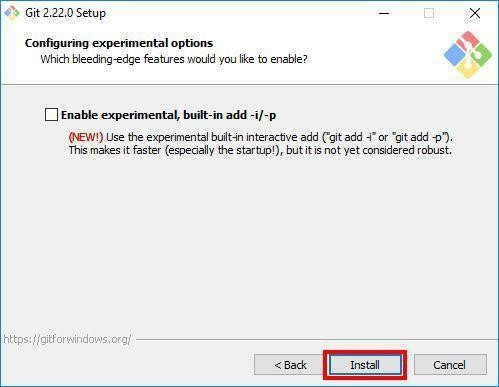 Git 2.22.0 Setup
Configuring experimental options
Which bleeding-edge features would you like to enable?
Enable experimental, built-in add -i/-p
(NEW!) Use the experimental built-in interactive add ("git add -i" or "git add -p").
This makes it faster (especially the startup!), but it is not yet considered robust.
https://gitforwindows.org/
< Back Install Cancel